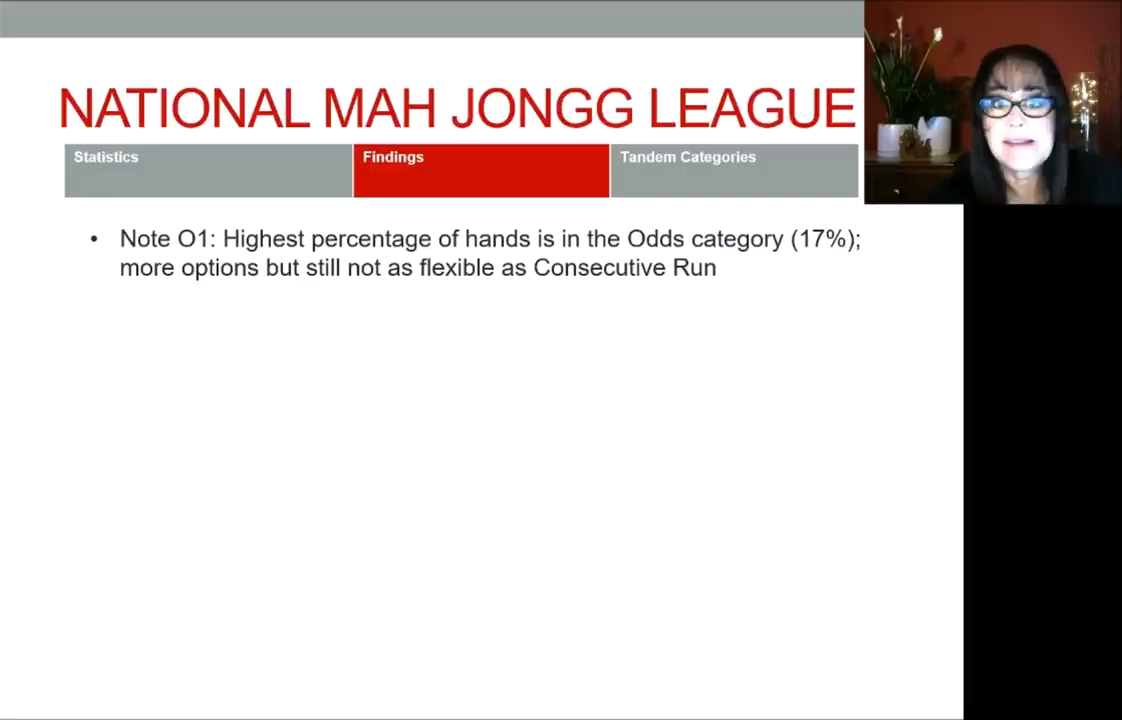 NATIONAL MAH JONGG LEAGUE
Statistics
Findings
Tandem Categories
• Note O1: Highest percentage of hands is in the Odds category (17%);
more options but still not as flexible as Consecutive Run